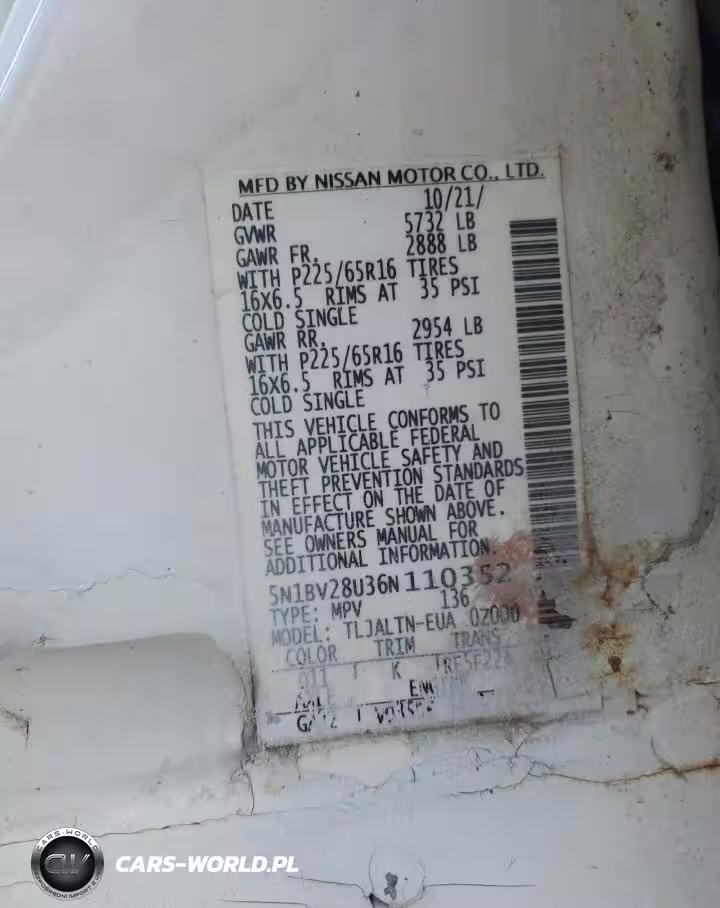 MFD BY NISSAN MOTOR CO., LTD.
DATE 10/21/
GVWR 5732 LB
GAWR FR. 2888 LB
WITH P225/65R16 TIRES
16X6.5 RIMS AT 35 PSI
COLD SINGLE
GAWR RR. 2954 LB
WITH P225/65R16 TIRES
16X6.5 RIMS AT 35 PSI
COLD SINGLE
THIS VEHICLE CONFORMS TO
ALL APPLICABLE FEDERAL
MOTOR VEHICLE SAFETY AND
THEFT PREVENTION STANDARDS
IN EFFECT ON THE DATE OF
MANUFACTURE SHOWN ABOVE.
SEE OWNERS MANUAL FOR
ADDITIONAL INFORMATION.
5N1BV28U36N110352
TYPE: MPV 136
MODEL: TLJALTN-EUA 0Z000
COLOR TRIM TRANS
K
CARS-WORLD
CW
CARS-WORLD.PL